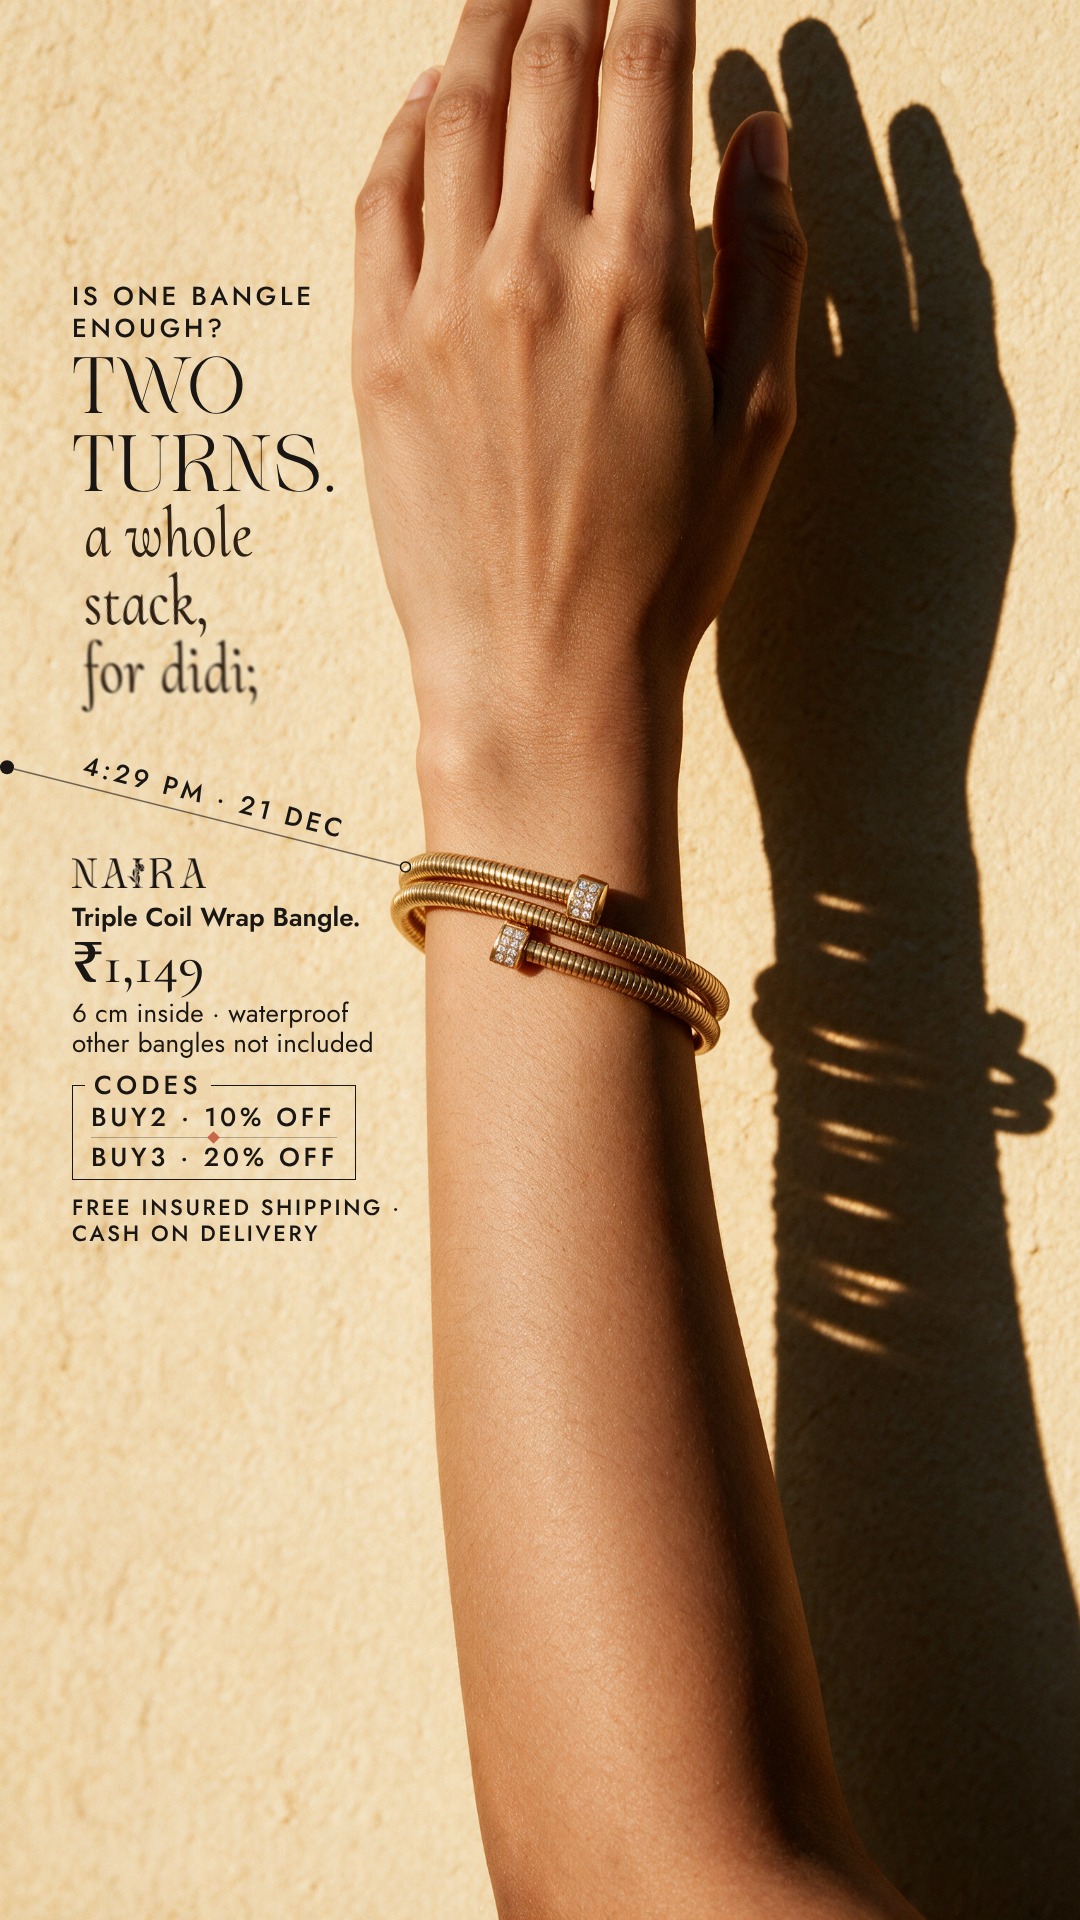 IS ONE BANGLE
ENOUGH?
TWO
TURNS.
a whole
stack,
for didi;
4:29 PM · 21 DEC
NAIRA
Triple Coil Wrap Bangle.
₹1,149
6 cm inside · waterproof
other bangles not included
CODES
BUY2 · 10% OFF
BUY3 · 20% OFF
FREE INSURED SHIPPING ·
CASH ON DELIVERY